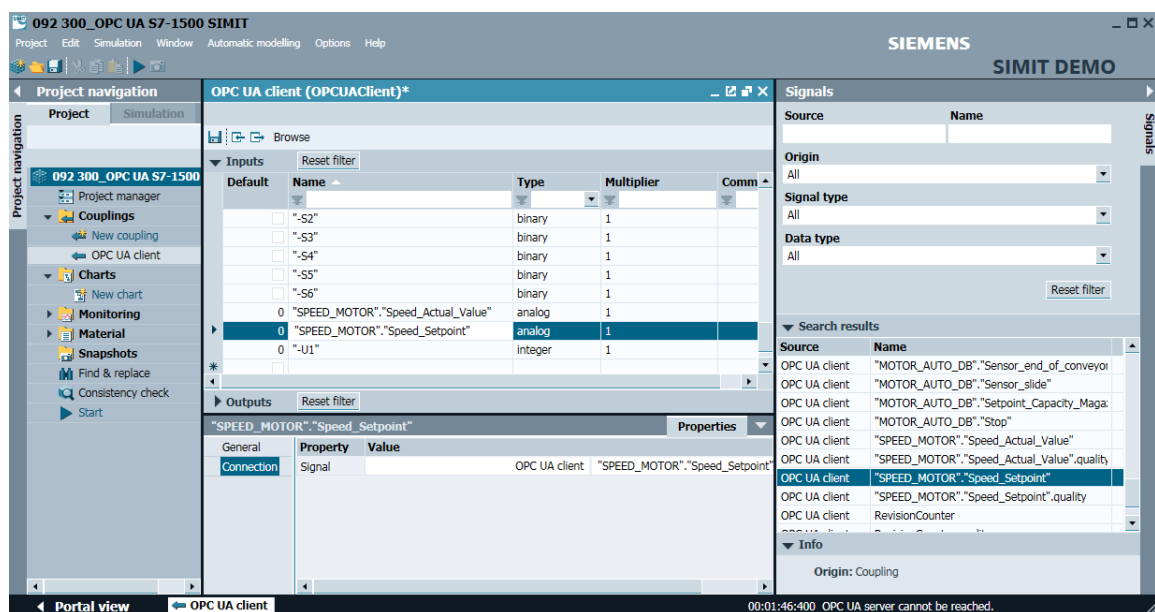 092 300_OPC UA S7-1500 SIMIT
Project Edit Simulation Window Automatic modelling Options Help
SIEMENS
SIMIT DEMO
Project navigation
Project Simulation
Project navigation
092 300_OPC UA S7-1500
Project manager
Couplings
New coupling
OPC UA client
Charts
New chart
Monitoring
Material
Snapshots
Find & replace
Consistency check
Start
OPC UA client (OPCUAClient)*
Browse
Inputs Reset filter
Default Name Type Multiplier Comm
"-S2" binary 1
"-S3" binary 1
"-S4" binary 1
"-S5" binary 1
"-S6" binary 1
0 "SPEED_MOTOR"."Speed_Actual_Value" analog 1
0 "SPEED_MOTOR"."Speed_Setpoint" analog 1
0 "-U1" integer 1
Outputs Reset filter
"SPEED_MOTOR"."Speed_Setpoint" Properties
General Property Value
Connection Signal OPC UA client "SPEED_MOTOR"."Speed_Setpoint"
Signals
Signals
Source Name
Origin
All
Signal type
All
Data type
All
Reset filter
Search results
Source Name
OPC UA client "MOTOR_AUTO_DB"."Sensor_end_of_conveyor
OPC UA client "MOTOR_AUTO_DB"."Sensor_slide"
OPC UA client "MOTOR_AUTO_DB"."Setpoint_Capacity_Maga
OPC UA client "MOTOR_AUTO_DB"."Stop"
OPC UA client "SPEED_MOTOR"."Speed_Actual_Value"
OPC UA client "SPEED_MOTOR"."Speed_Actual_Value".quality
OPC UA client "SPEED_MOTOR"."Speed_Setpoint"
OPC UA client "SPEED_MOTOR"."Speed_Setpoint".quality
OPC UA client RevisionCounter
Info
Origin: Coupling
Portal view OPC UA client 00:01:46:400 OPC UA server cannot be reached.